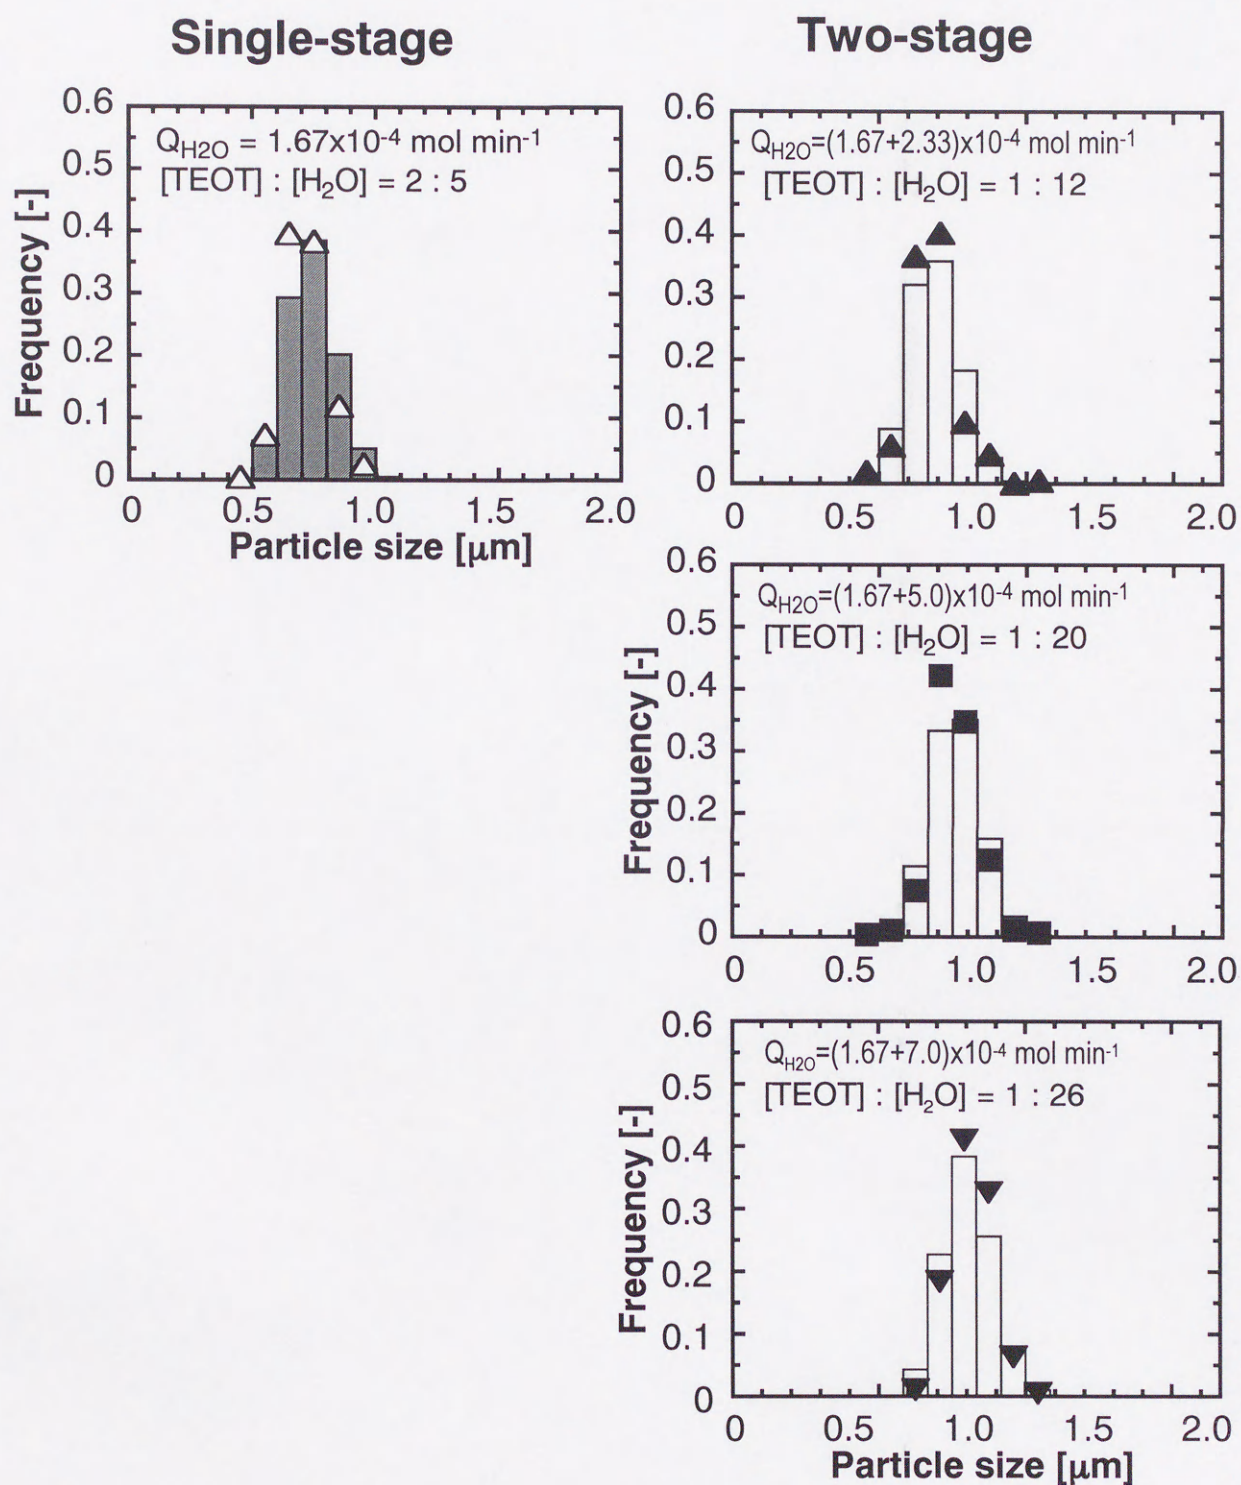 Single-stage
Two-stage
0.6
0.5
0.4
0.3
0.2
0.1
0
Frequency [-]
Q_H2O = 1.67x10^-4 mol min^-1
[TEOT] : [H₂O] = 2 : 5
0 0.5 1.0 1.5 2.0
Particle size [μm]
0.6
0.5
0.4
0.3
0.2
0.1
0
Q_H2O=(1.67+2.33)x10^-4 mol min^-1
[TEOT] : [H₂O] = 1 : 12
0 0.5 1.0 1.5 2.0
0.6
0.5
0.4
0.3
0.2
0.1
0
Frequency [-]
Q_H2O=(1.67+5.0)x10^-4 mol min^-1
[TEOT] : [H₂O] = 1 : 20
0 0.5 1.0 1.5 2.0
0.6
0.5
0.4
0.3
0.2
0.1
0
Frequency [-]
Q_H2O=(1.67+7.0)x10^-4 mol min^-1
[TEOT] : [H₂O] = 1 : 26
0 0.5 1.0 1.5 2.0
Particle size [μm]